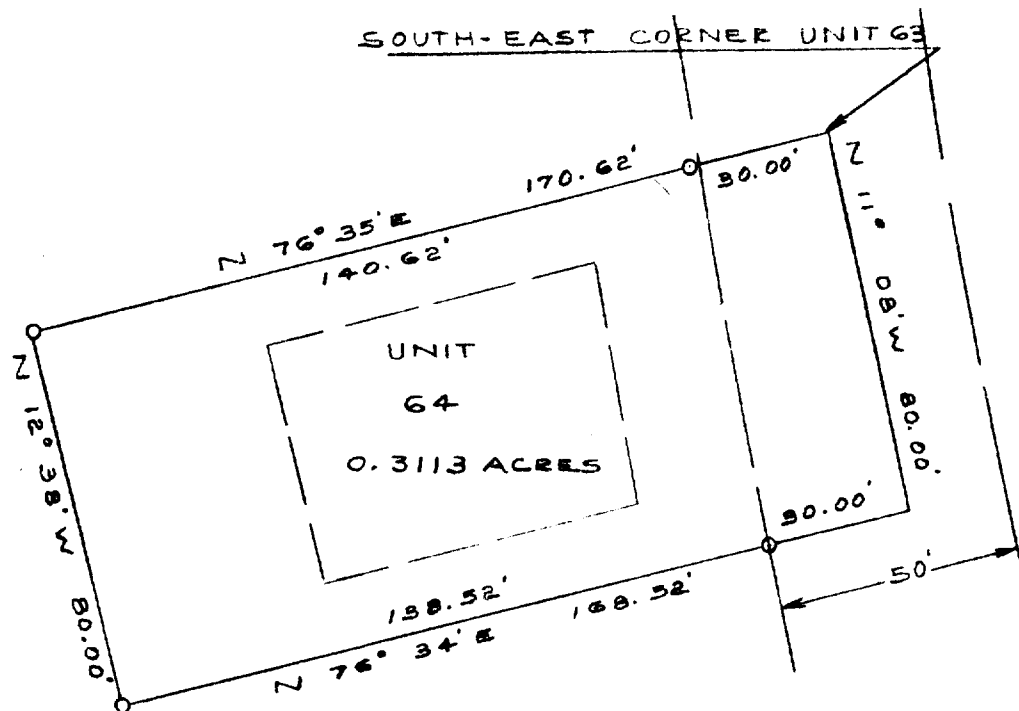 SOUTH-EAST CORNER UNIT 63
170.62'
30.00'
N 76° 35' E
140.62'
N 11° 08' W 80.00'
UNIT
64
0.3113 ACRES
N 12° 38' W 80.00'
30.00'
138.52'
168.52'
N 76° 34' E
50'